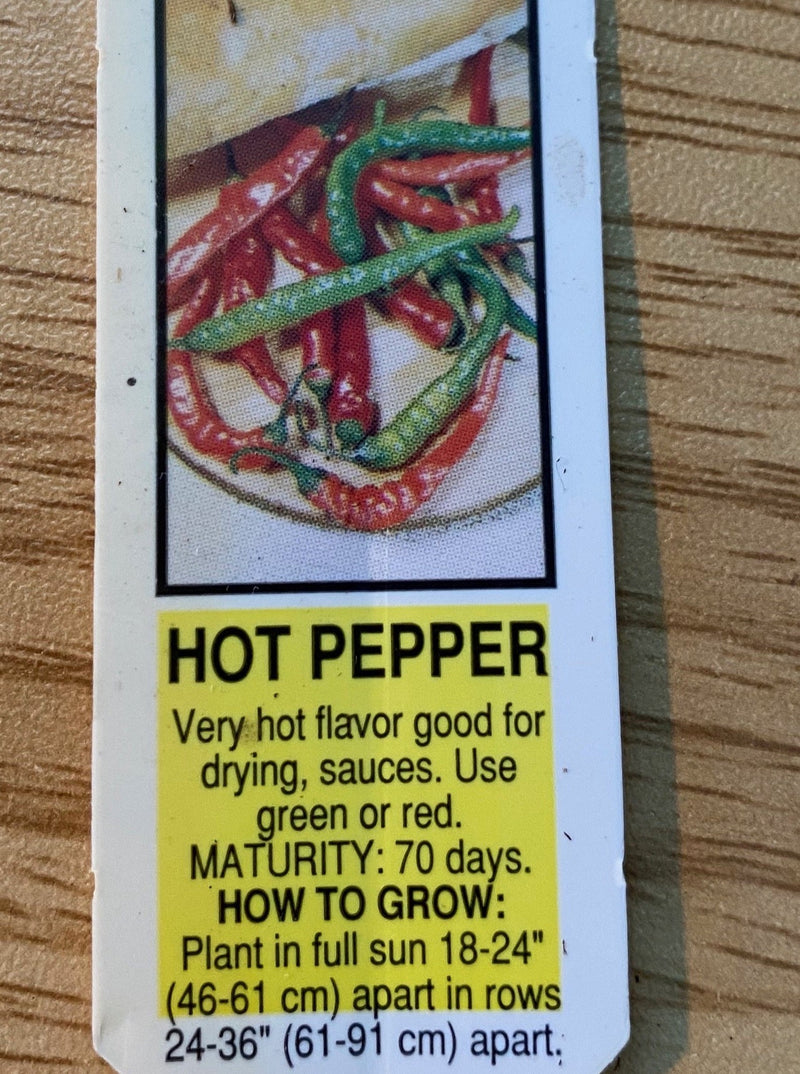 HOT PEPPER
Very hot flavor good for
drying, sauces. Use
green or red.
MATURITY: 70 days.
HOW TO GROW:
Plant in full sun 18-24"
(46-61 cm) apart in rows
24-36" (61-91 cm) apart.